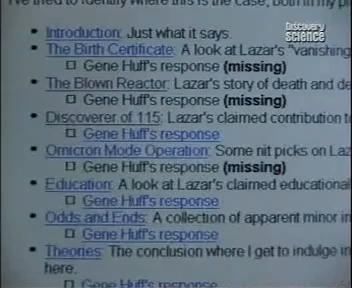 I've tried to identify where this is the case, both in my
Discovery
SCIENCE
Introduction: Just what it says.
The Birth Certificate: A look at Lazar's "vanishing
Gene Huff's response (missing)
The Blown Reactor: Lazar's story of death and de
Gene Huff's response (missing)
Discoverer of 115: Lazar's claimed contribution t
Gene Huff's response
Omicron Mode Operation: Some nit picks on Laz
Gene Huff's response (missing)
Education: A look at Lazar's claimed educational
Gene Huff's response
Odds and Ends: A collection of apparent minor in
Gene Huff's response
Theories: The conclusion where I get to indulge in
here.
Gene Huff's response